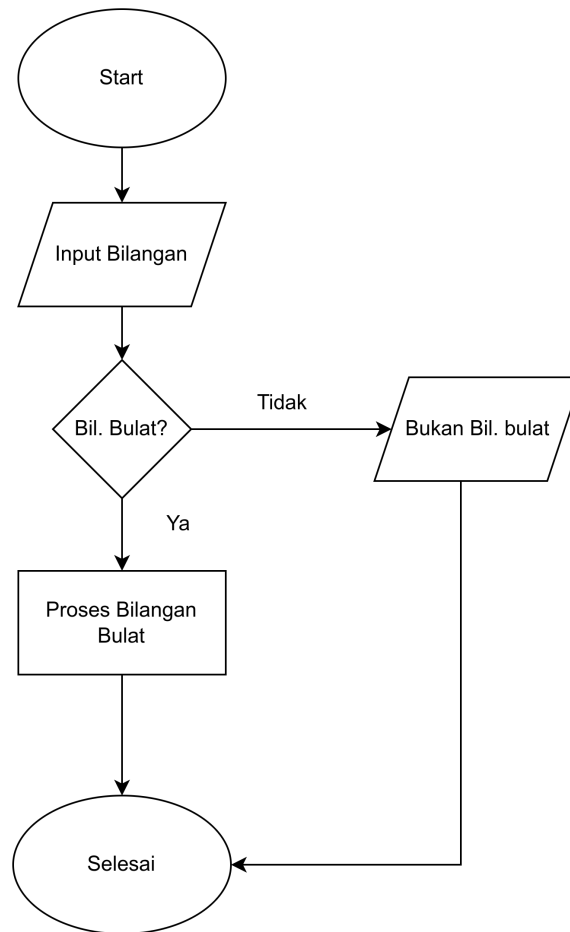 Start
Input Bilangan
Bil. Bulat?
Tidak
Bukan Bil. bulat
Ya
Proses Bilangan
Bulat
Selesai